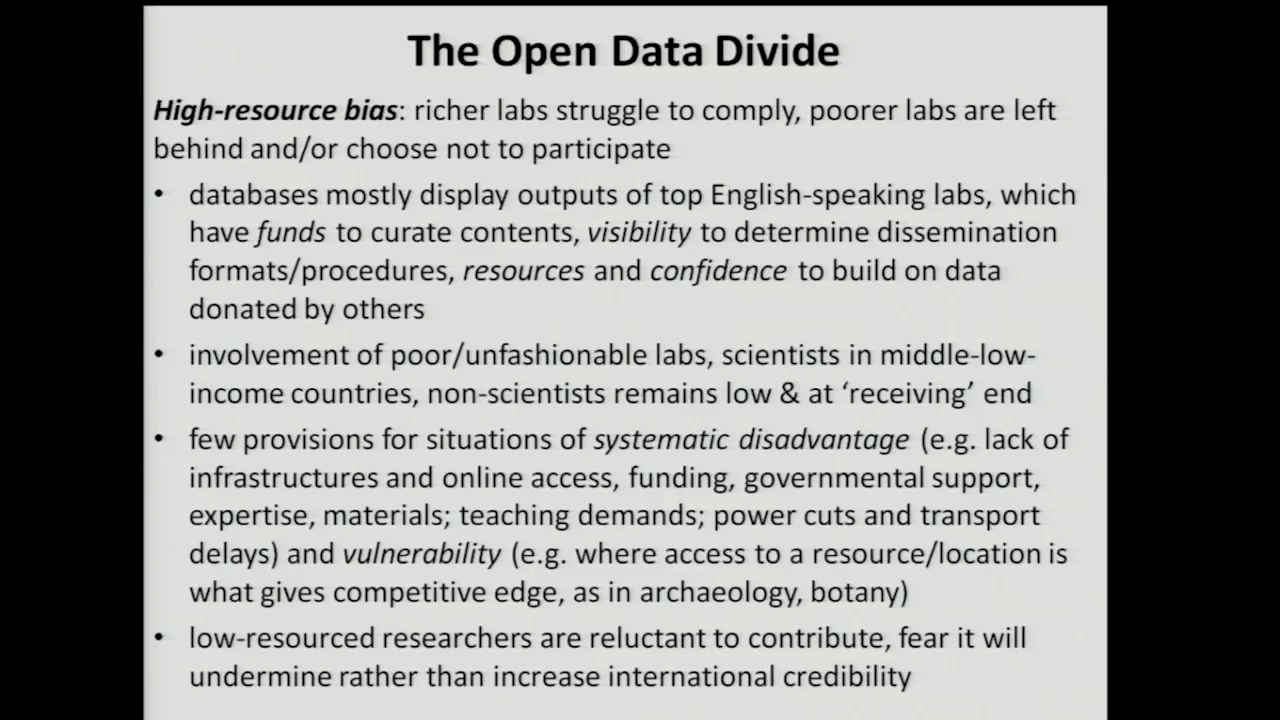 The Open Data Divide
High-resource bias: richer labs struggle to comply, poorer labs are left
behind and/or choose not to participate
• databases mostly display outputs of top English-speaking labs, which
have funds to curate contents, visibility to determine dissemination
formats/procedures, resources and confidence to build on data
donated by others
• involvement of poor/unfashionable labs, scientists in middle-low-
income countries, non-scientists remains low & at ‘receiving’ end
• few provisions for situations of systematic disadvantage (e.g. lack of
infrastructures and online access, funding, governmental support,
expertise, materials; teaching demands; power cuts and transport
delays) and vulnerability (e.g. where access to a resource/location is
what gives competitive edge, as in archaeology, botany)
• low-resourced researchers are reluctant to contribute, fear it will
undermine rather than increase international credibility